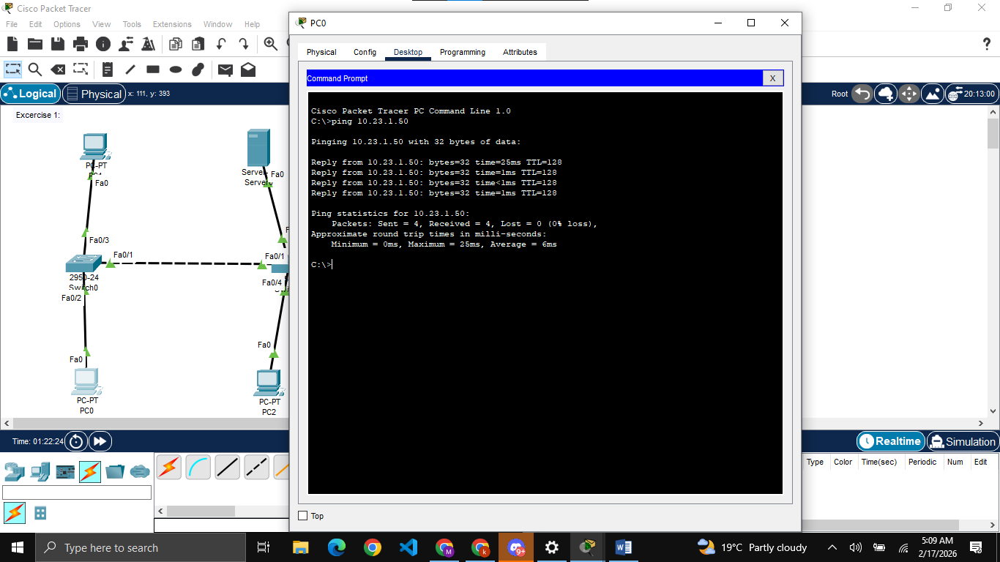 Cisco Packet Tracer
File Edit Options View Tools Extensions Window Help
Logical Physical x: 111, y: 393
Root 20:13:00
Excercise 1:
PC-PT
Fa0
Fa0/3
Fa0/1
2950-24
Switch0
Fa0/2
Fa0
PC-PT
PC0
Server
Fa0
Fa0/1
Fa0/4
Fa0
PC-PT
PC2
PC0
Physical Config Desktop Programming Attributes
Command Prompt X
Cisco Packet Tracer PC Command Line 1.0
C:\>ping 10.23.1.50
Pinging 10.23.1.50 with 32 bytes of data:
Reply from 10.23.1.50: bytes=32 time=25ms TTL=128
Reply from 10.23.1.50: bytes=32 time=1ms TTL=128
Reply from 10.23.1.50: bytes=32 time<1ms TTL=128
Reply from 10.23.1.50: bytes=32 time=1ms TTL=128
Ping statistics for 10.23.1.50:
Packets: Sent = 4, Received = 4, Lost = 0 (0% loss),
Approximate round trip times in milli-seconds:
Minimum = 0ms, Maximum = 25ms, Average = 6ms
C:\>
Top
Time: 01:22:24
Realtime Simulation
Type Color Time(sec) Periodic Num Edit
Type here to search
M
k
9+
19°C Partly cloudy
5:09 AM
2/17/2026